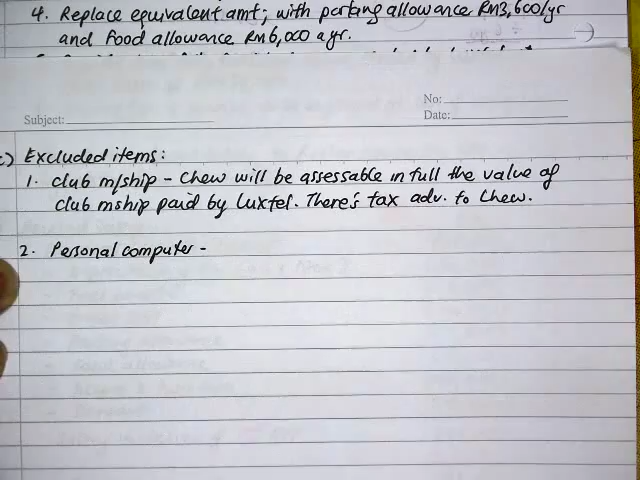 4. Replace equivalent amt; with parking allowance RM3,600/yr
and food allowance RM6,000 a yr.
No:
Subject:
Date:
c) Excluded items:
1. club m/ship - Chew will be assessable in full the value of
club mship paid by Luxtel. There's tax adv. to Chew.
2. Personal computer -